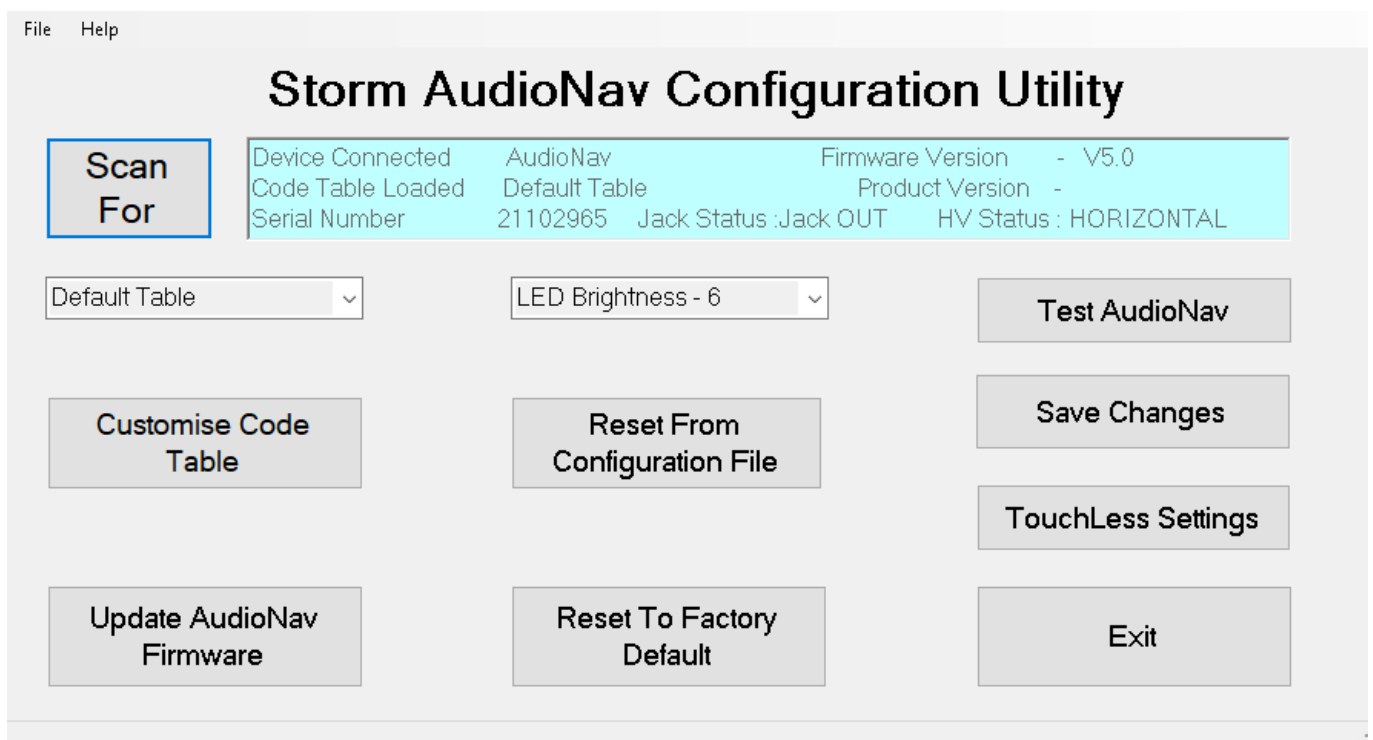 File Help
Storm AudioNav Configuration Utility
Scan
For
Device Connected AudioNav Firmware Version - V5.0
Code Table Loaded Default Table Product Version -
Serial Number 21102965 Jack Status :Jack OUT HV Status : HORIZONTAL
Default Table
LED Brightness - 6
Test AudioNav
Customise Code
Table
Reset From
Configuration File
Save Changes
TouchLess Settings
Update AudioNav
Firmware
Reset To Factory
Default
Exit